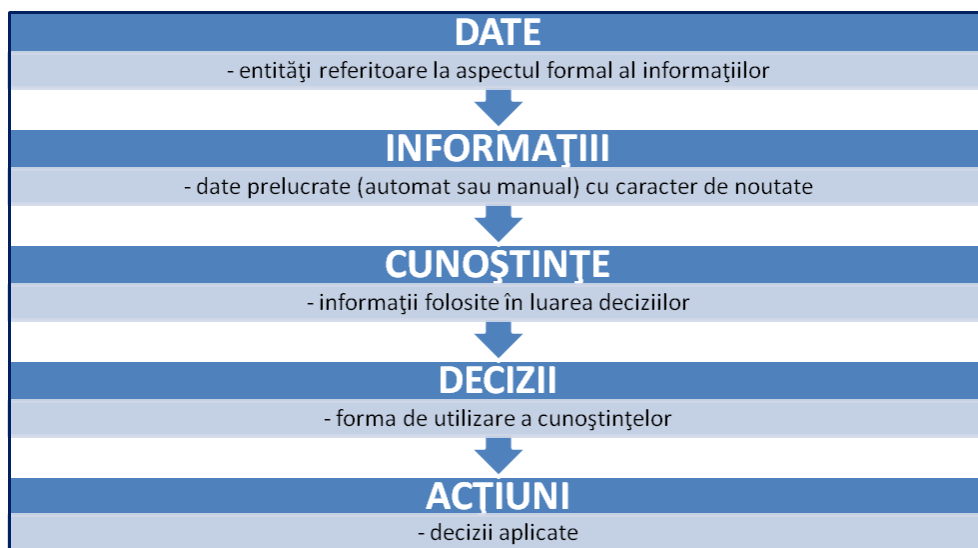 DATE
- entităţi referitoare la aspectul formal al informaţiilor
INFORMAŢIII
- date prelucrate (automat sau manual) cu caracter de noutate
CUNOŞTINŢE
- informaţii folosite în luarea deciziilor
DECIZII
- forma de utilizare a cunoştinţelor
ACŢIUNI
- decizii aplicate